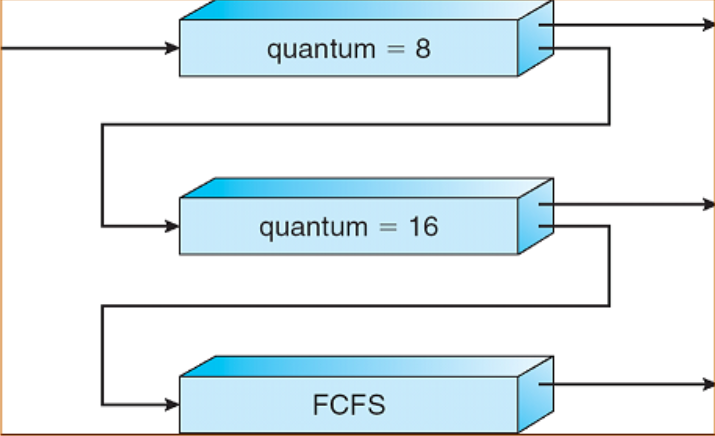 quantum = 8
quantum = 16
FCFS